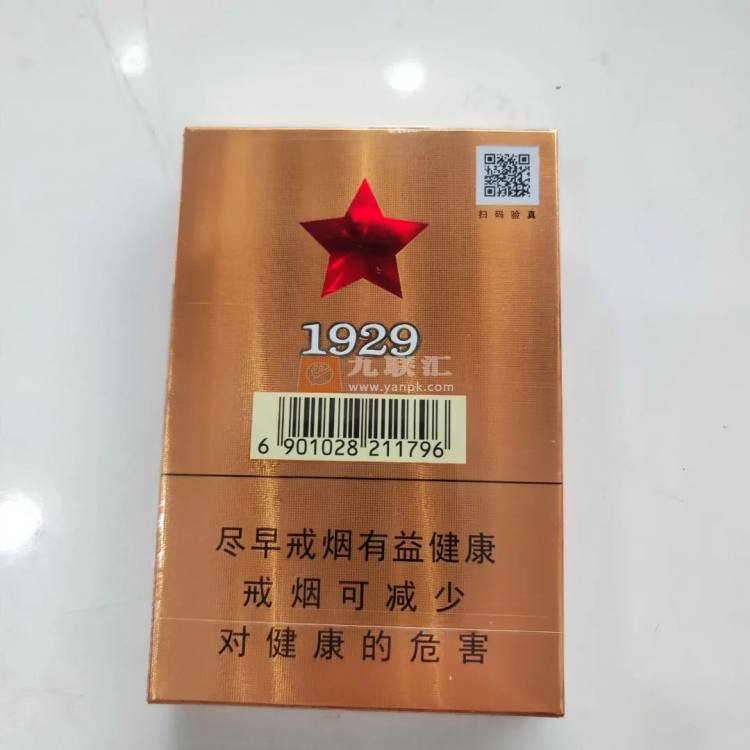 扫码验真
1929
九联汇
www.yanpk.com
6 901028 211796
尽早戒烟有益健康
戒烟可减少
对健康的危害